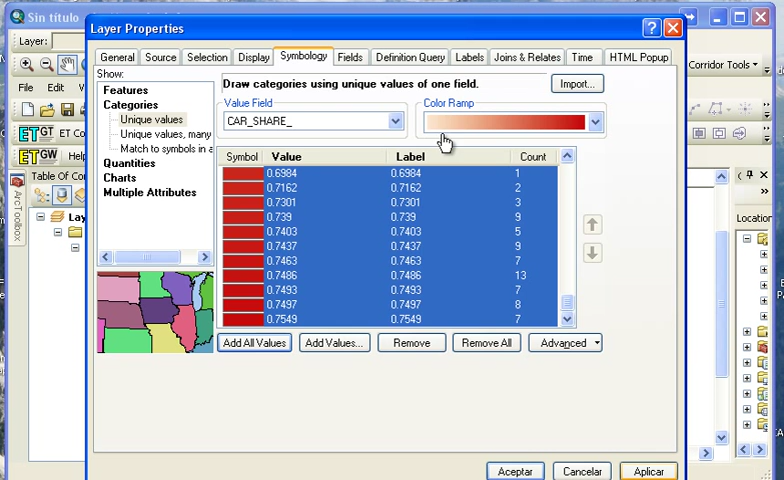 Sin título
Layer:
File
Edit
ET Co
Help
Table Of Con
ArcToolbox
Lay
Corridor Tools
Location
Layer Properties
General Source Selection Display Symbology Fields Definition Query Labels Joins & Relates Time HTML Popup
Show:
Features
Categories
Unique values
Unique values, many
Match to symbols in a
Quantities
Charts
Multiple Attributes
Draw categories using unique values of one field.
Import...
Value Field
CAR_SHARE_
Color Ramp
Symbol Value Label Count
0.6984 0.6984 1
0.7162 0.7162 2
0.7301 0.7301 3
0.739 0.739 9
0.7403 0.7403 5
0.7437 0.7437 9
0.7463 0.7463 7
0.7486 0.7486 13
0.7493 0.7493 7
0.7497 0.7497 8
0.7549 0.7549 7
Add All Values Add Values... Remove Remove All Advanced
Aceptar Cancelar Aplicar